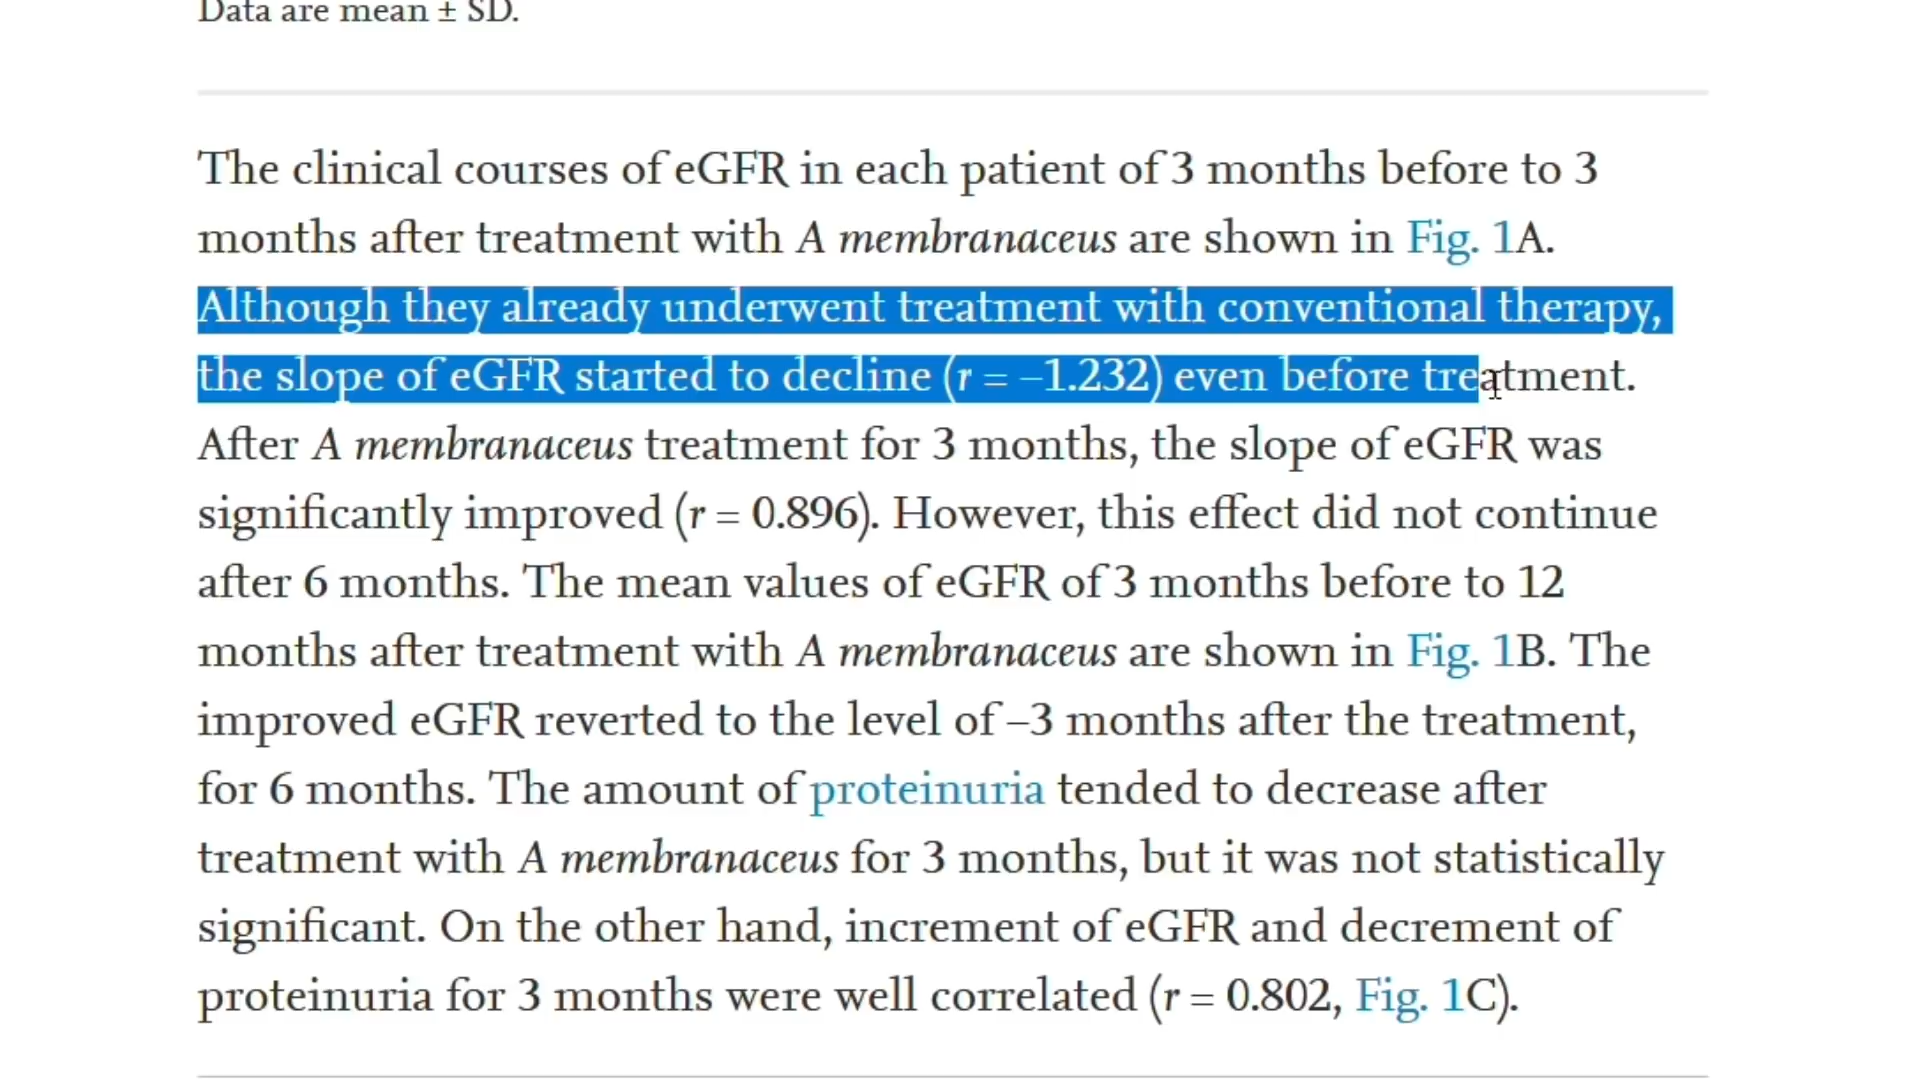 Data are mean ± SD.
The clinical courses of eGFR in each patient of 3 months before to 3
months after treatment with A membranaceus are shown in Fig. 1A.
Although they already underwent treatment with conventional therapy,
the slope of eGFR started to decline (r = –1.232) even before treatment.
After A membranaceus treatment for 3 months, the slope of eGFR was
significantly improved (r = 0.896). However, this effect did not continue
after 6 months. The mean values of eGFR of 3 months before to 12
months after treatment with A membranaceus are shown in Fig. 1B. The
improved eGFR reverted to the level of –3 months after the treatment,
for 6 months. The amount of proteinuria tended to decrease after
treatment with A membranaceus for 3 months, but it was not statistically
significant. On the other hand, increment of eGFR and decrement of
proteinuria for 3 months were well correlated (r = 0.802, Fig. 1C).